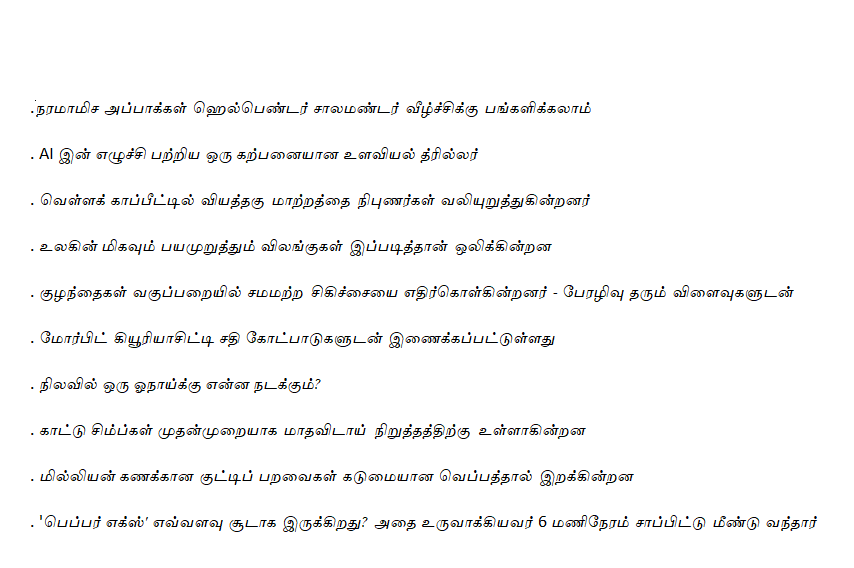 .நரமாமிச அப்பாக்கள் ஹெல்பெண்டர் சாலமண்டர் வீழ்ச்சிக்கு பங்களிக்கலாம்
. AI இன் எழுச்சி பற்றிய ஒரு கற்பனையான உளவியல் த்ரில்லர்
. வெள்ளக் காப்பீட்டில் வியத்தகு மாற்றத்தை நிபுணர்கள் வலியுறுத்துகின்றனர்
. உலகின் மிகவும் பயமுறுத்தும் விலங்குகள் இப்படித்தான் ஒலிக்கின்றன
. குழந்தைகள் வகுப்பறையில் சமமற்ற சிகிச்சையை எதிர்கொள்கின்றனர் - பேரழிவு தரும் விளைவுகளுடன்
. மோர்பிட் கியூரியாசிட்டி சதி கோட்பாடுகளுடன் இணைக்கப்பட்டுள்ளது
. நிலவில் ஒரு ஓநாய்க்கு என்ன நடக்கும்?
. காட்டு சிம்ப்கள் முதன்முறையாக மாதவிடாய் நிறுத்தத்திற்கு உள்ளாகின்றன
. மில்லியன் கணக்கான குட்டிப் பறவைகள் கடுமையான வெப்பத்தால் இறக்கின்றன
. 'பெப்பர் எக்ஸ்' எவ்வளவு சூடாக இருக்கிறது? அதை உருவாக்கியவர் 6 மணிநேரம் சாப்பிட்டு மீண்டு வந்தார்